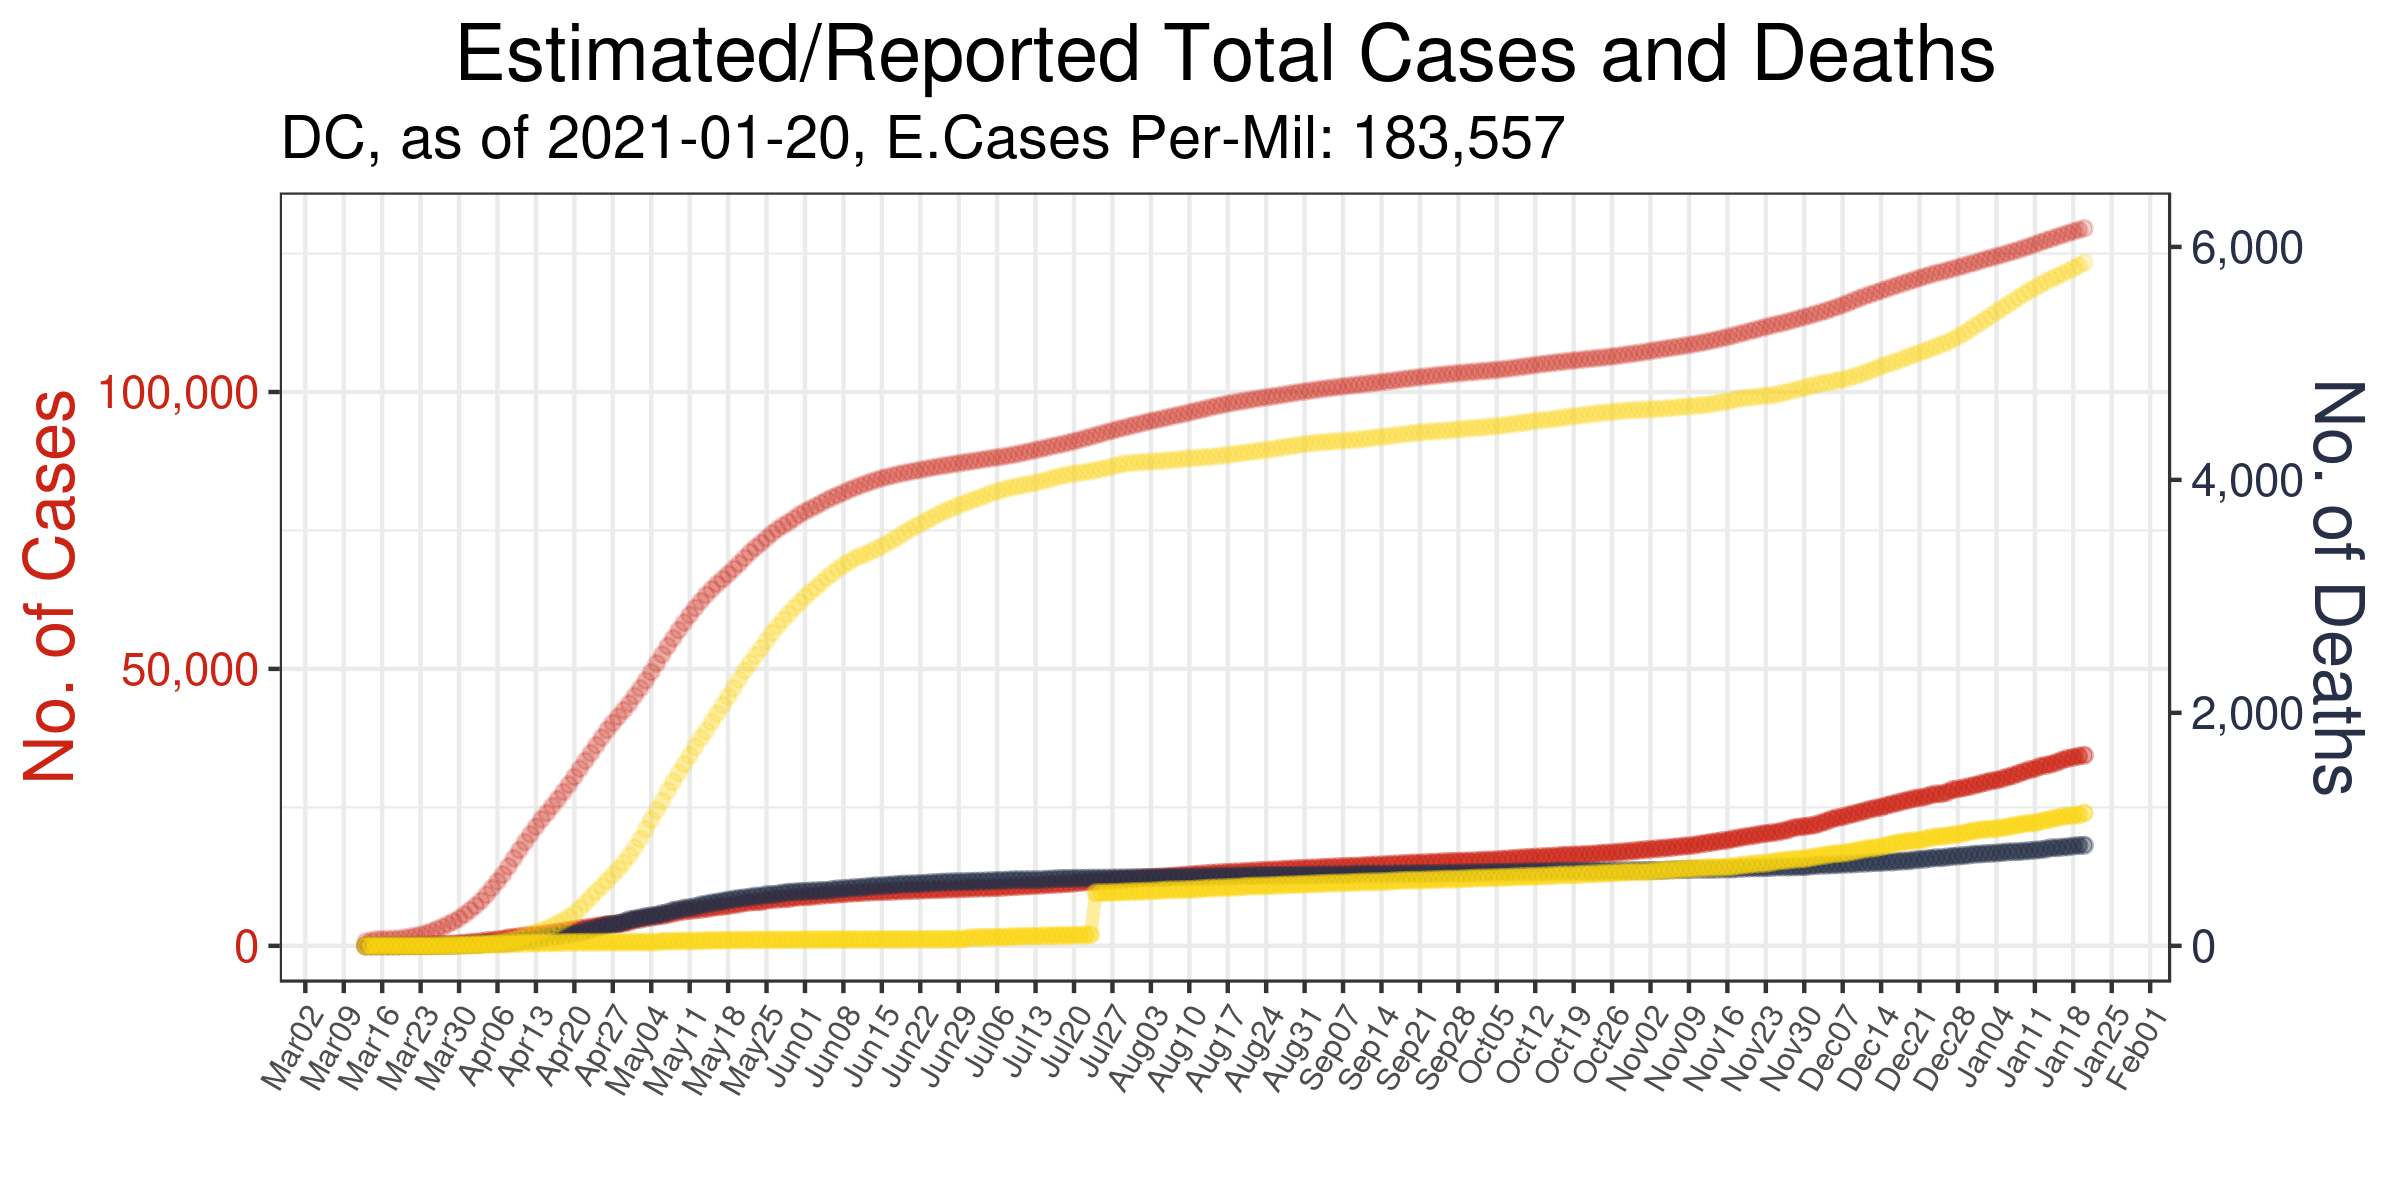 Estimated/Reported Total Cases and Deaths
DC, as of 2021-01-20, E.Cases Per-Mil: 183,557
No. of Cases
100,000
50,000
0
6,000
4,000
2,000
0
No. of Deaths
Mar02
Mar09
Mar16
Mar23
Mar30
Apr06
Apr13
Apr20
Apr27
May04
May11
May18
May25
Jun01
Jun08
Jun15
Jun22
Jun29
Jul06
Jul13
Jul20
Jul27
Aug03
Aug10
Aug17
Aug24
Aug31
Sep07
Sep14
Sep21
Sep28
Oct05
Oct12
Oct19
Oct26
Nov02
Nov09
Nov16
Nov23
Nov30
Dec07
Dec14
Dec21
Dec28
Jan04
Jan11
Jan18
Jan25
Feb01